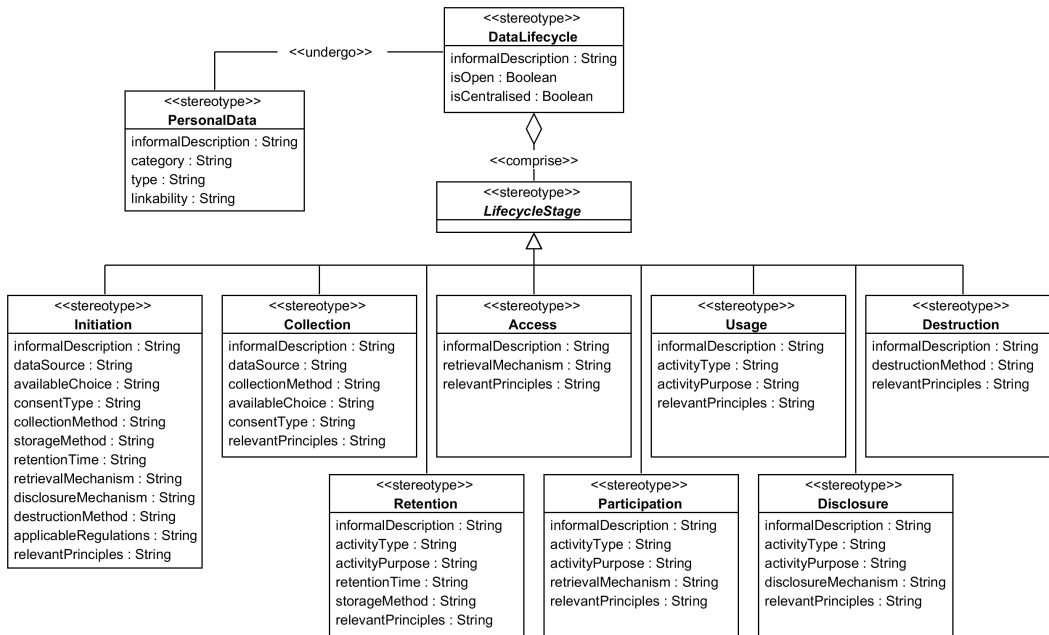 <<stereotype>>
DataLifecycle
informalDescription : String
isOpen : Boolean
isCentralised : Boolean
<<undergo>>
<<stereotype>>
PersonalData
informalDescription : String
category : String
type : String
linkability : String
<<comprise>>
<<stereotype>>
LifecycleStage
<<stereotype>>
Initiation
informalDescription : String
dataSource : String
availableChoice : String
consentType : String
collectionMethod : String
storageMethod : String
retentionTime : String
retrievalMechanism : String
disclosureMechanism : String
destructionMethod : String
applicableRegulations : String
relevantPrinciples : String
<<stereotype>>
Collection
informalDescription : String
dataSource : String
collectionMethod : String
availableChoice : String
consentType : String
relevantPrinciples : String
<<stereotype>>
Access
informalDescription : String
retrievalMechanism : String
relevantPrinciples : String
<<stereotype>>
Usage
informalDescription : String
activityType : String
activityPurpose : String
relevantPrinciples : String
<<stereotype>>
Destruction
informalDescription : String
destructionMethod : String
relevantPrinciples : String
<<stereotype>>
Retention
informalDescription : String
activityType : String
activityPurpose : String
retentionTime : String
storageMethod : String
relevantPrinciples : String
<<stereotype>>
Participation
informalDescription : String
activityType : String
activityPurpose : String
retrievalMechanism : String
relevantPrinciples : String
<<stereotype>>
Disclosure
informalDescription : String
activityType : String
activityPurpose : String
disclosureMechanism : String
relevantPrinciples : String